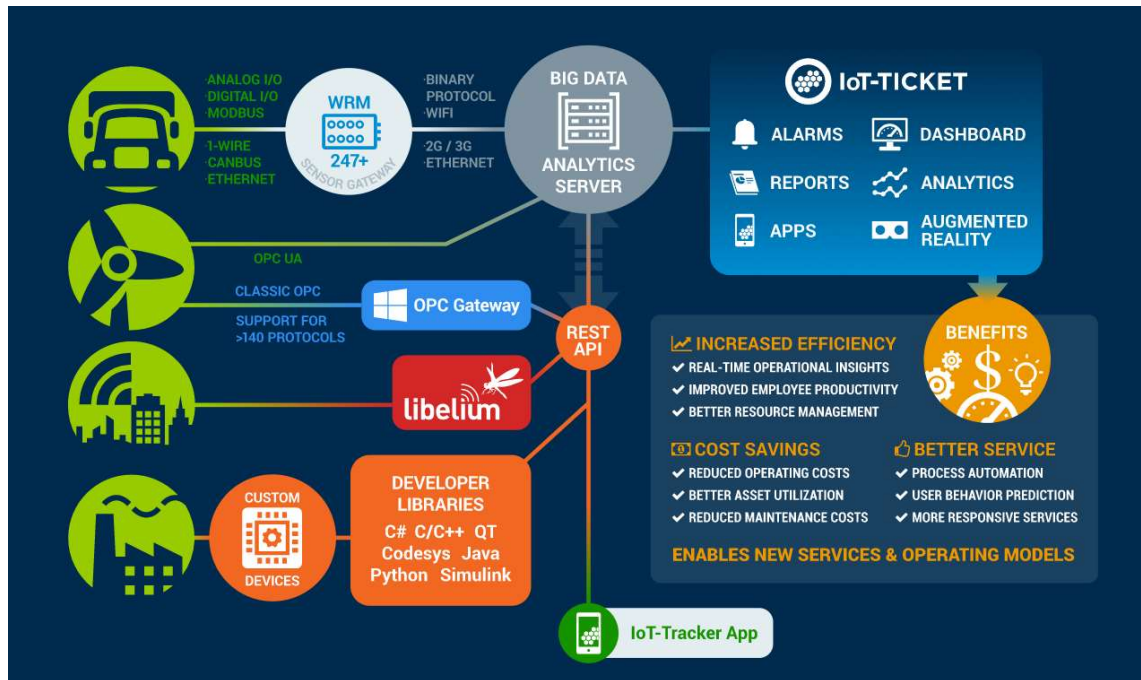 ·ANALOG I/O
·DIGITAL I/O
·MODBUS
·1-WIRE
·CANBUS
·ETHERNET
WRM
247+
SENSOR GATEWAY
·BINARY
PROTOCOL
·WIFI
·2G / 3G
·ETHERNET
BIG DATA
ANALYTICS
SERVER
IoT-TICKET
ALARMS
DASHBOARD
REPORTS
ANALYTICS
APPS
AUGMENTED
REALITY
OPC UA
CLASSIC OPC
SUPPORT FOR
>140 PROTOCOLS
OPC Gateway
REST
API
libelium
CUSTOM
DEVICES
DEVELOPER
LIBRARIES
C# C/C++ QT
Codesys Java
Python Simulink
IoT-Tracker App
BENEFITS
INCREASED EFFICIENCY
REAL-TIME OPERATIONAL INSIGHTS
IMPROVED EMPLOYEE PRODUCTIVITY
BETTER RESOURCE MANAGEMENT
COST SAVINGS
REDUCED OPERATING COSTS
BETTER ASSET UTILIZATION
REDUCED MAINTENANCE COSTS
BETTER SERVICE
PROCESS AUTOMATION
USER BEHAVIOR PREDICTION
MORE RESPONSIVE SERVICES
ENABLES NEW SERVICES & OPERATING MODELS